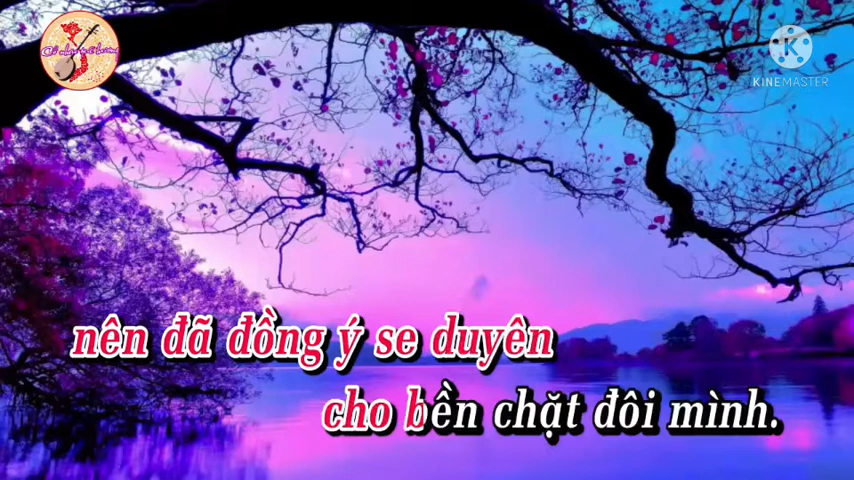 KINEMASTER
nên đã đồng ý se duyên
cho bền chặt đôi mình.